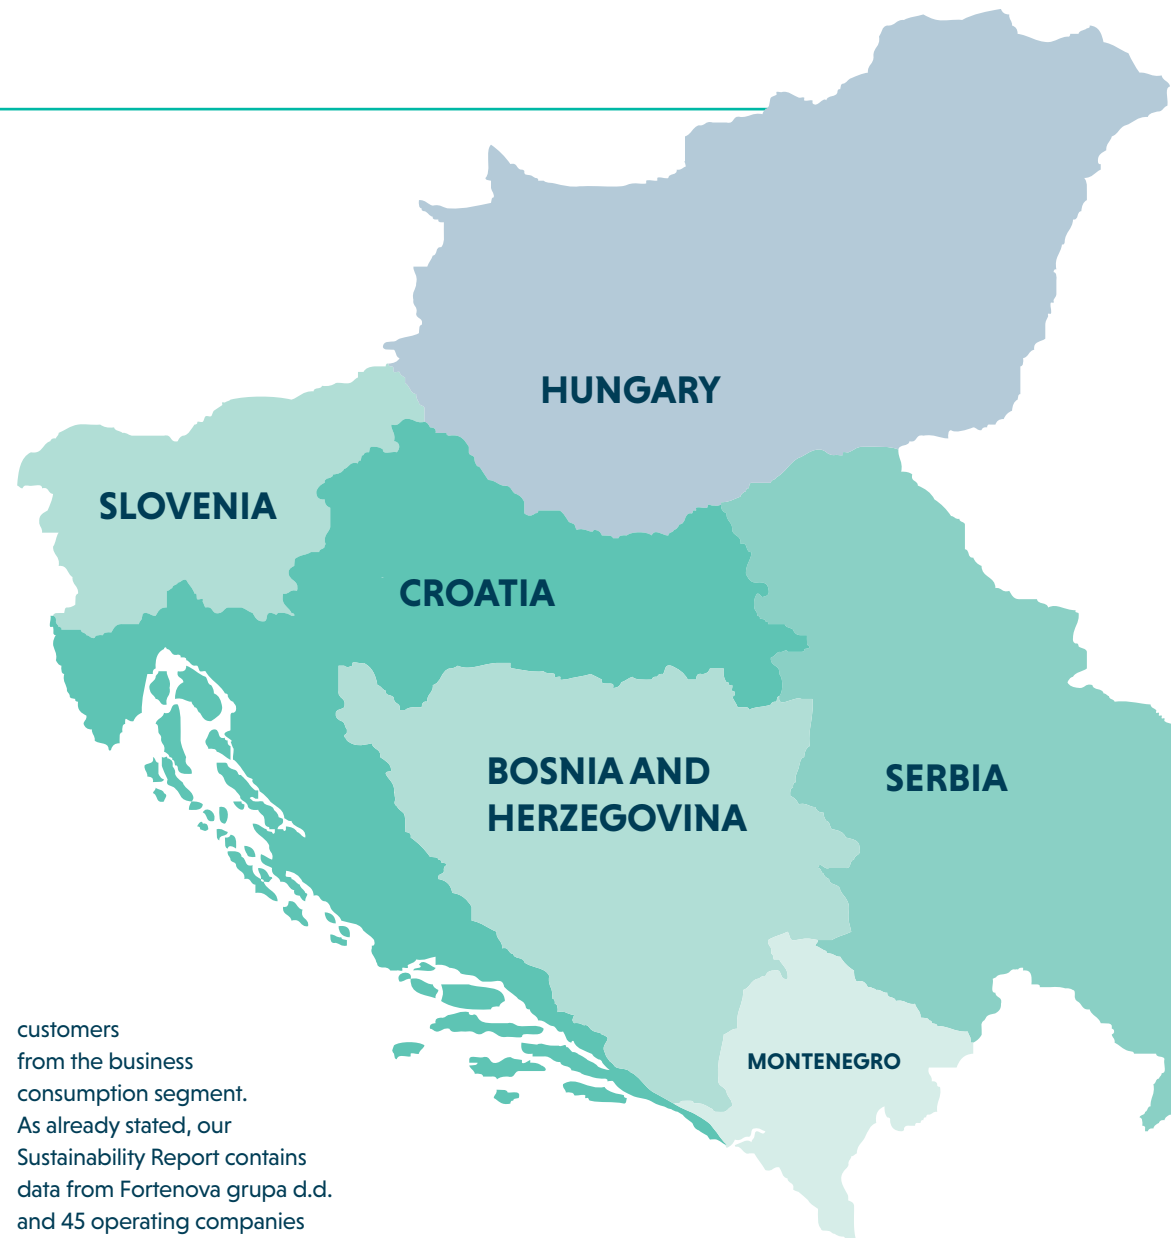 HUNGARY
SLOVENIA
CROATIA
BOSNIA AND
HERZEGOVINA
SERBIA
MONTENEGRO
customers
from the business
consumption segment.
As already stated, our
Sustainability Report contains
data from Fortenova grupa d.d.
and 45 operating companies